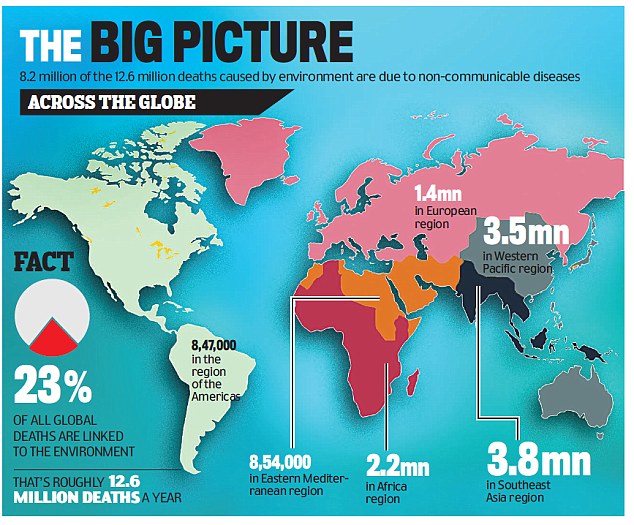 THE BIG PICTURE
8.2 million of the 12.6 million deaths caused by environment are due to non-communicable diseases
ACROSS THE GLOBE
1.4mn
in European
region
3.5mn
in Western
Pacific region
FACT
23%
OF ALL GLOBAL
DEATHS ARE LINKED
TO THE ENVIRONMENT
THAT'S ROUGHLY 12.6
MILLION DEATHS A YEAR
8,47,000
in the
region
of the
Americas
8,54,000
in Eastern Mediter-
ranean region
2.2mn
in Africa
region
3.8mn
in Southeast
Asia region